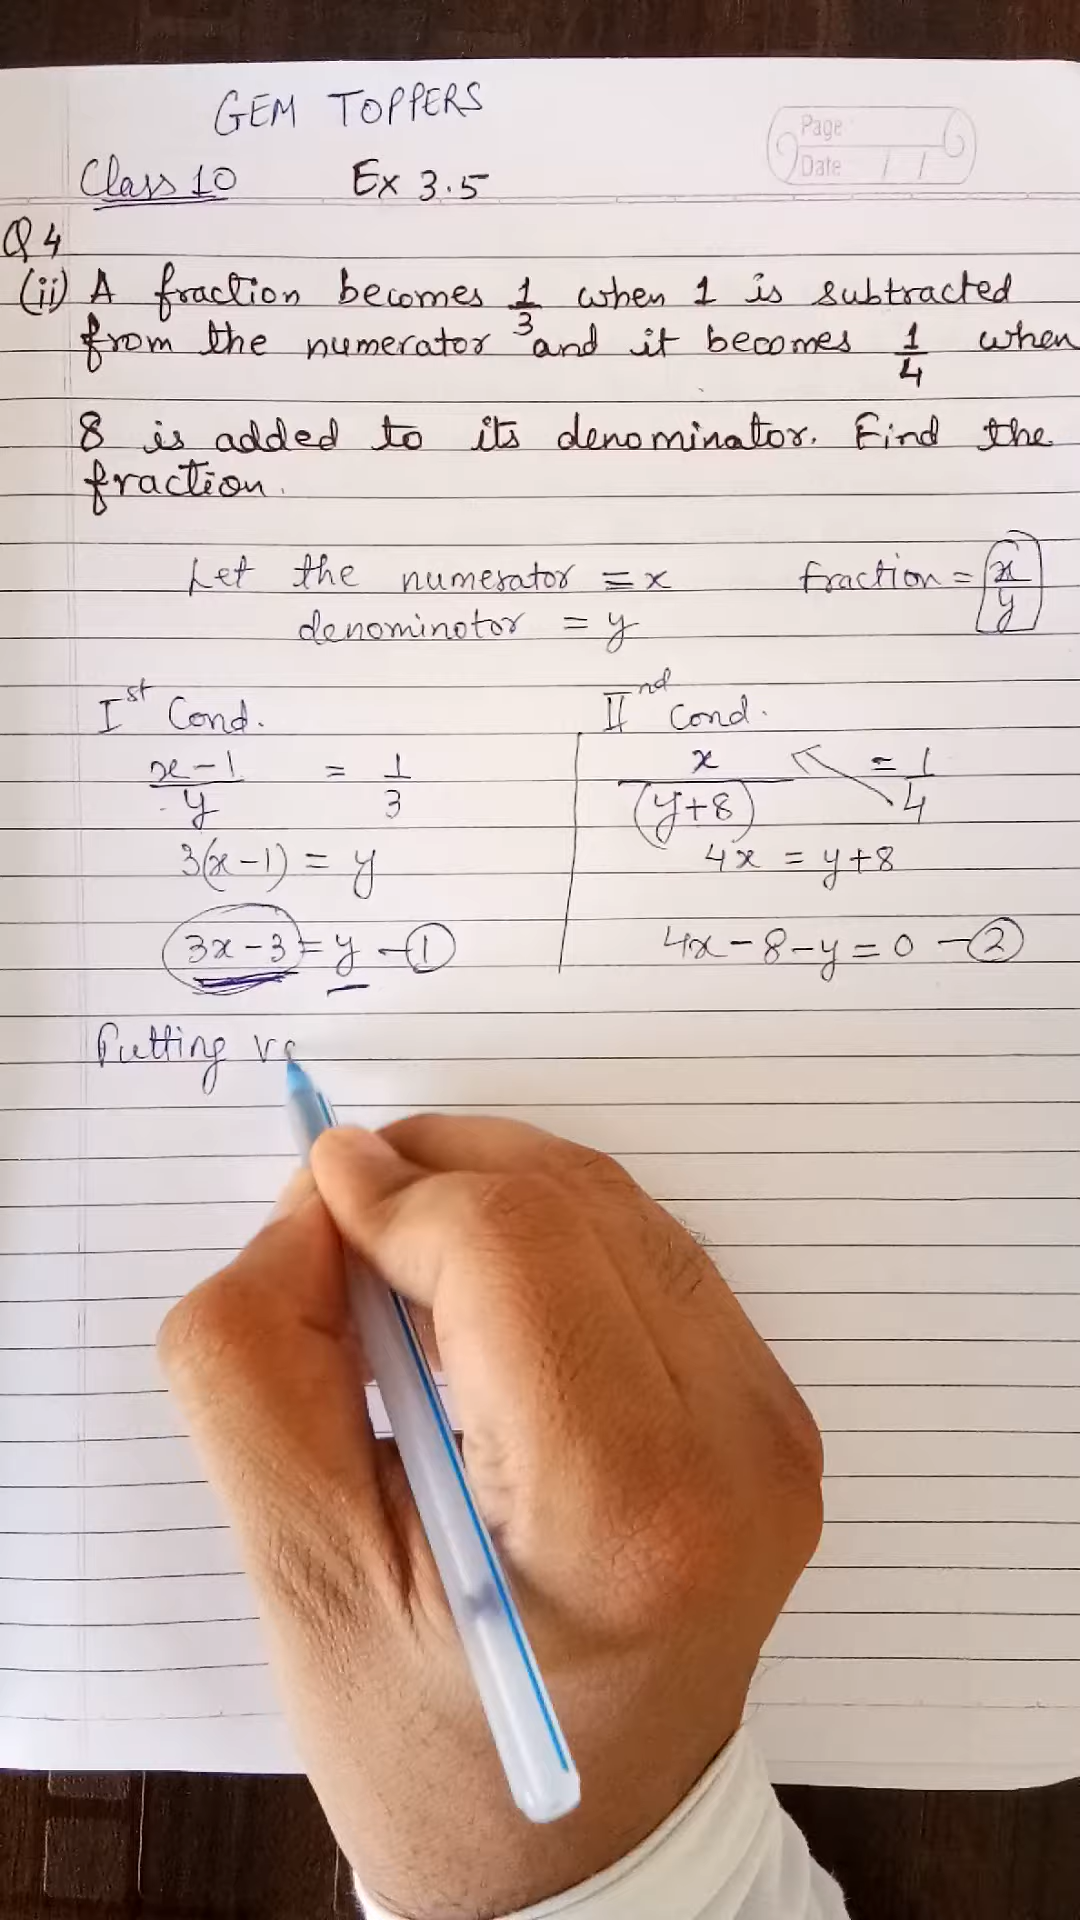 GEM TOPPERS
Page
Date / /
Class 10 Ex 3.5
Q 4
(ii) A fraction becomes 1/3 when 1 is subtracted
from the numerator and it becomes 1/4 when
8 is added to its denominator. Find the
fraction.
Let the numerator = x fraction = x/y
denominotor = y
Ist Cond. IInd Cond.
x-1/y = 1/3 x/(y+8) = 1/4
3(x-1) = y 4x = y+8
3x-3 = y -① 4x-8-y=0 -②
Putting